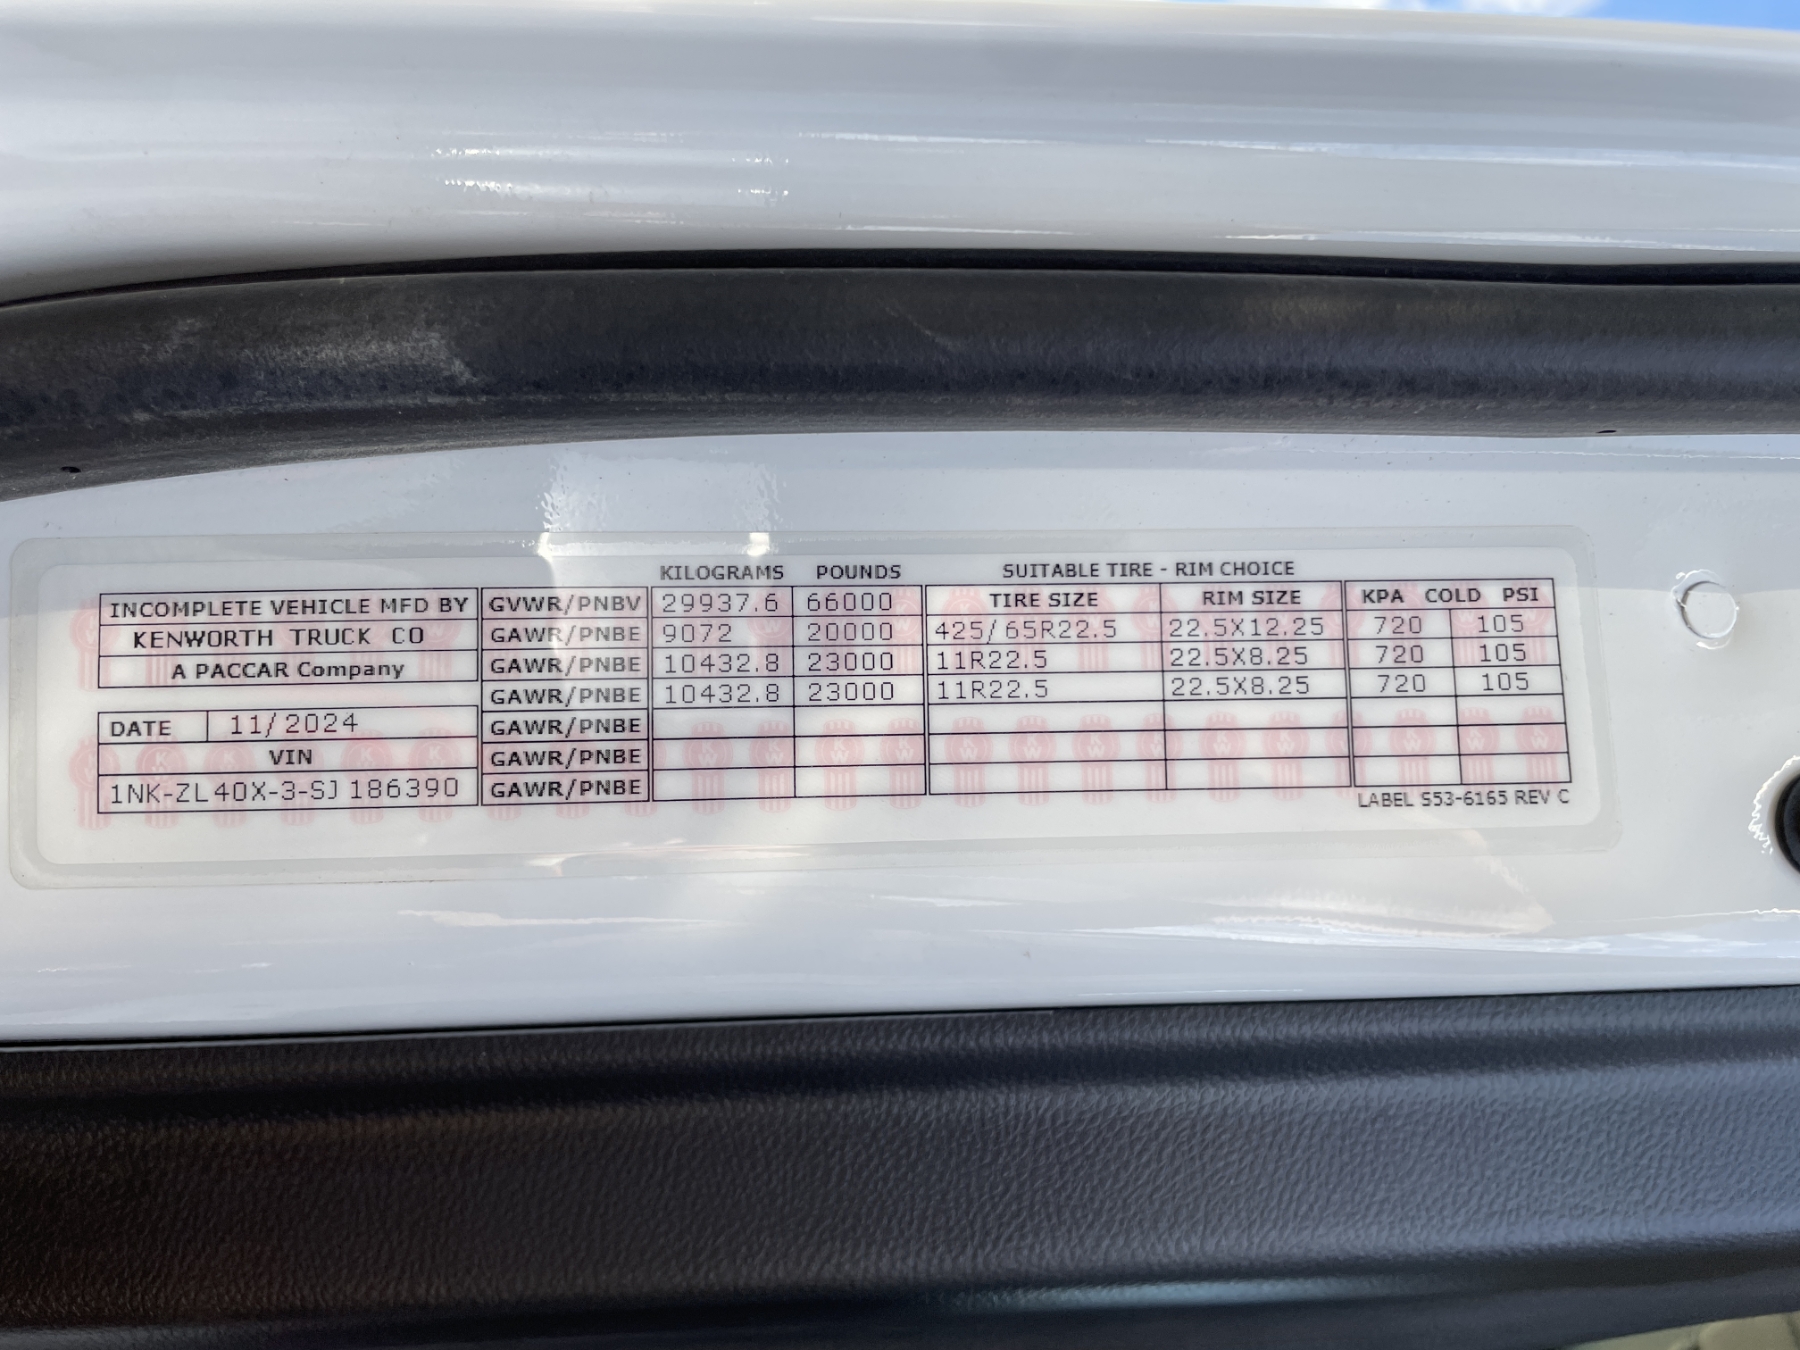 KILOGRAMS POUNDS SUITABLE TIRE - RIM CHOICE
INCOMPLETE VEHICLE MFD BY GVWR/PNBV 29937.6 66000 TIRE SIZE RIM SIZE KPA COLD PSI
KENWORTH TRUCK CO GAWR/PNBE 9072 20000 425/65R22.5 22.5X12.25 720 105
A PACCAR Company GAWR/PNBE 10432.8 23000 11R22.5 22.5X8.25 720 105
GAWR/PNBE 10432.8 23000 11R22.5 22.5X8.25 720 105
DATE 11/2024 GAWR/PNBE
VIN GAWR/PNBE
1NK-ZL40X-3-SJ186390 GAWR/PNBE
LABEL S53-6165 REV C